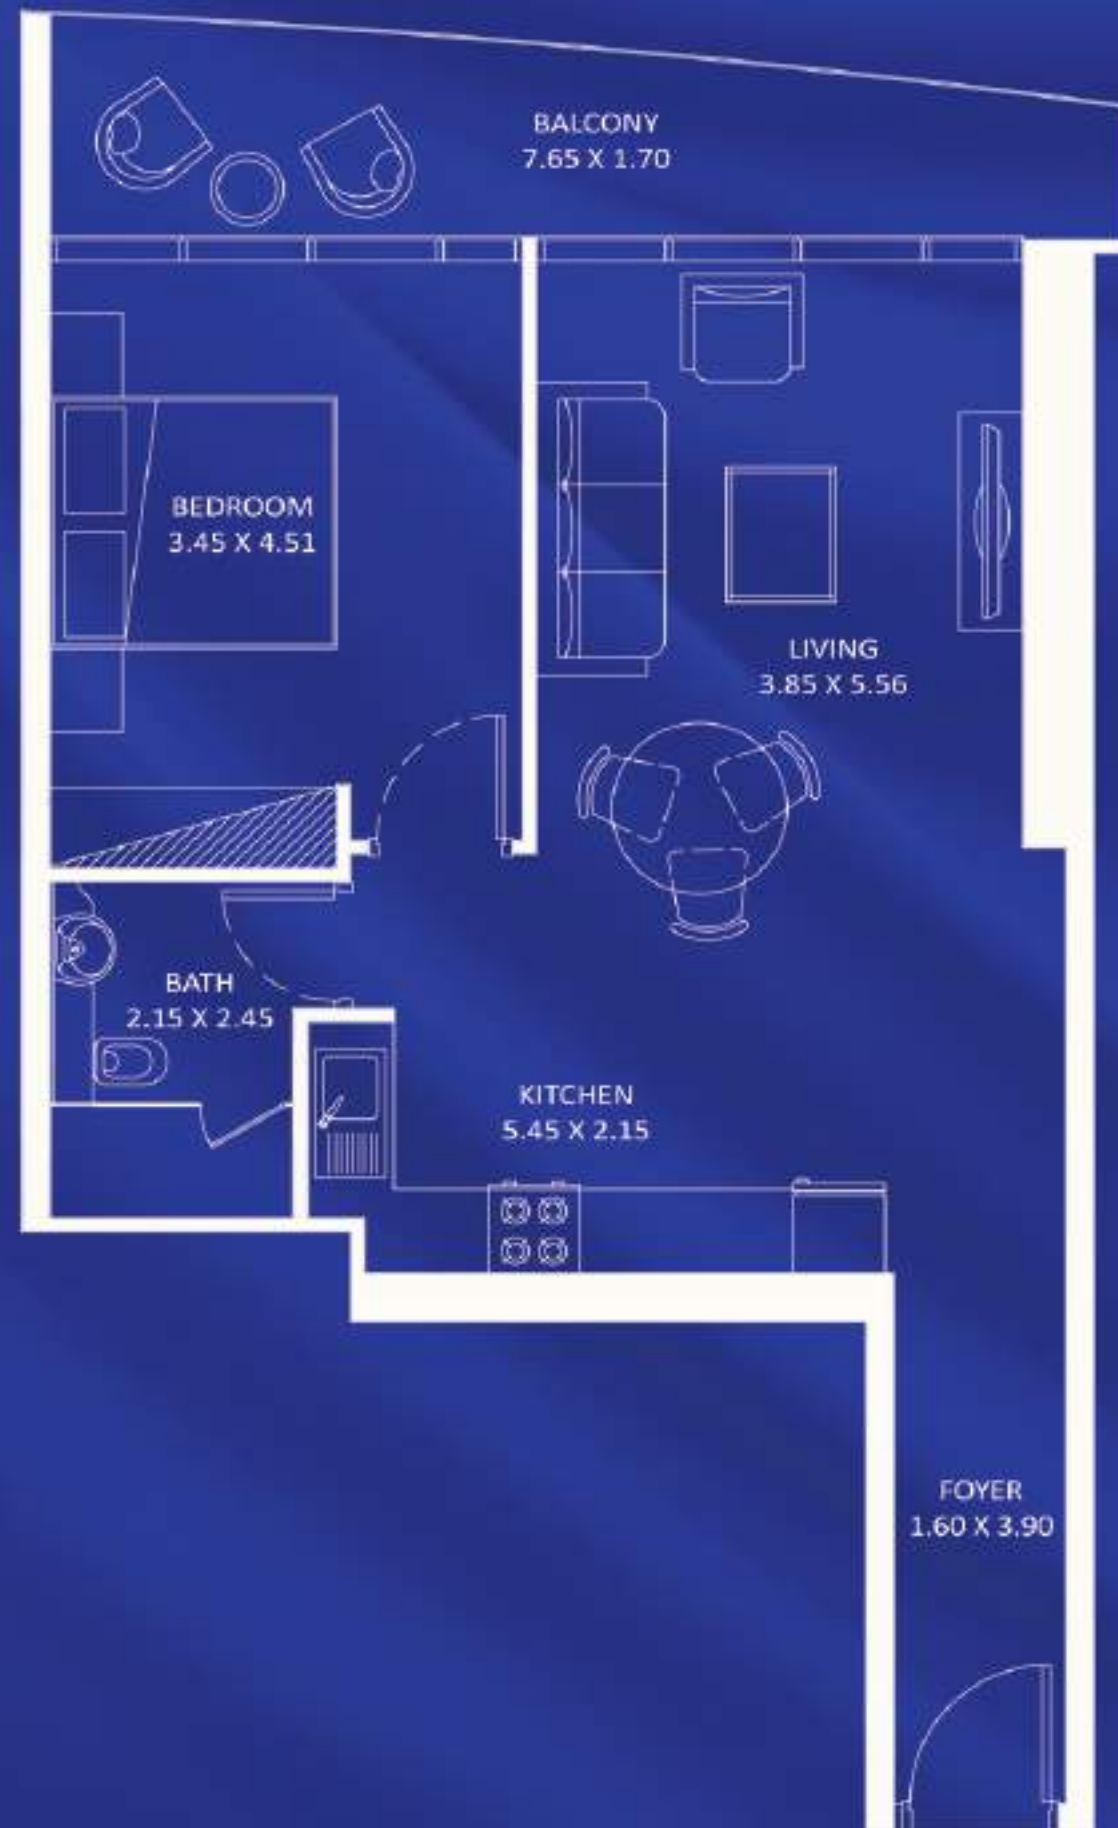 BALCONY
7.65 X 1.70
BEDROOM
3.45 X 4.51
LIVING
3.85 X 5.56
BATH
2.15 X 2.45
KITCHEN
5.45 X 2.15
FOYER
1.60 X 3.90